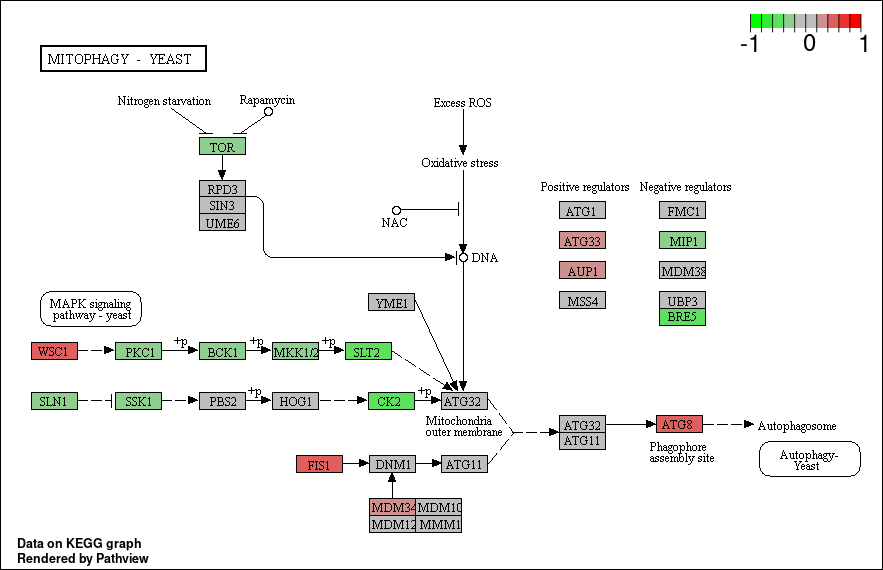 -1 0 1
MITOPHAGY - YEAST
Nitrogen starvation
Rapamycin
Excess ROS
TOR
Oxidative stress
RPD3
SIN3
UME6
NAC
DNA
Positive regulators
Negative regulators
ATG1
FMC1
ATG33
MIP1
AUP1
MDM38
MSS4
UBP3
BRE5
YME1
MAPK signaling
pathway - yeast
WSC1
PKC1
+p
BCK1
+p
MKK1/2
+p
SLT2
SLN1
SSK1
PBS2
+p
HOG1
CK2
+p
ATG32
Mitochondria
outer membrane
ATG32
ATG11
ATG8
Autophagosome
Phagophore
assembly site
Autophagy-
Yeast
FIS1
DNM1
ATG11
MDM34
MDM10
MDM12
MMM1
Data on KEGG graph
Rendered by Pathview